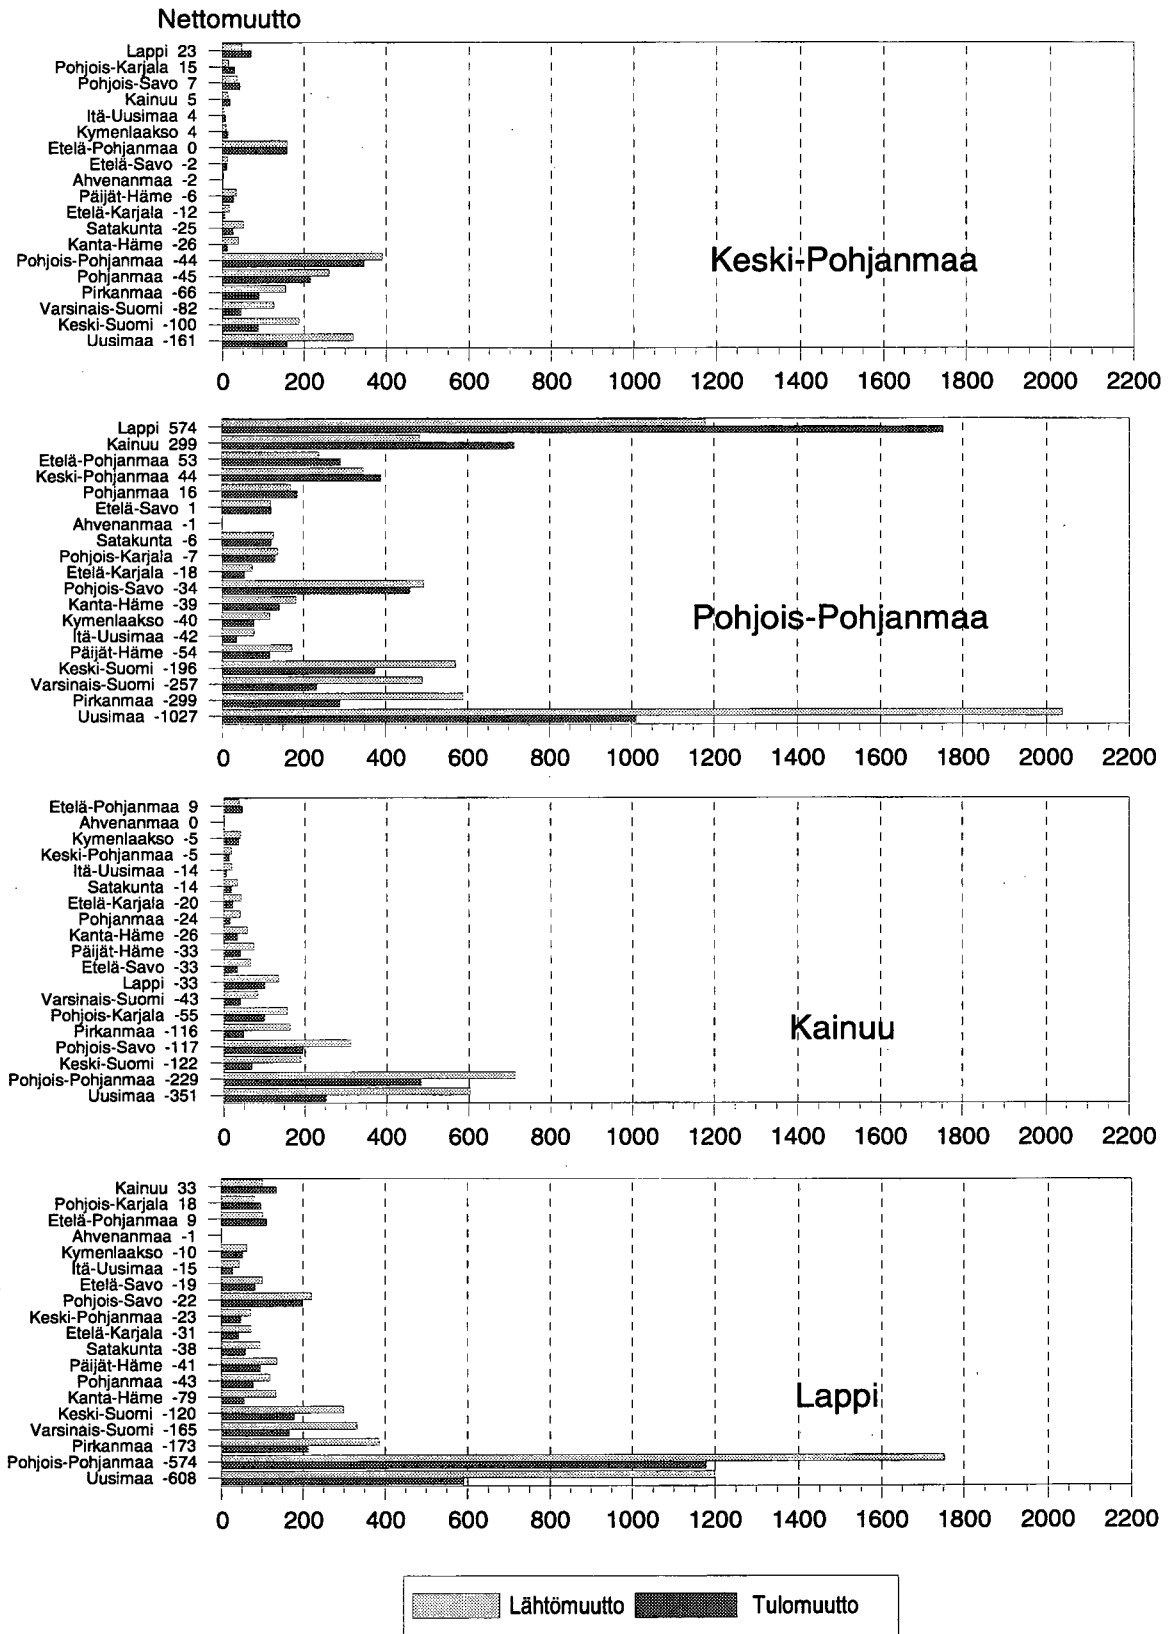 Nettomuutto
Lappi 23
Pohjois-Karjala 15
Pohjois-Savo 7
Kainuu 5
Itä-Uusimaa 4
Kymenlaakso 4
Etelä-Pohjanmaa 0
Etelä-Savo -2
Ahvenanmaa -2
Päijät-Häme -6
Etelä-Karjala -12
Satakunta -25
Kanta-Häme -26
Pohjois-Pohjanmaa -44
Pohjanmaa -45
Pirkanmaa -66
Varsinais-Suomi -82
Keski-Suomi -100
Uusimaa -161
Keski-Pohjanmaa
0 200 400 600 800 1000 1200 1400 1600 1800 2000 2200
Lappi 574
Kainuu 299
Etelä-Pohjanmaa 53
Keski-Pohjanmaa 44
Pohjanmaa 16
Etelä-Savo 1
Ahvenanmaa -1
Satakunta -6
Pohjois-Karjala -7
Etelä-Karjala -18
Pohjois-Savo -34
Kanta-Häme -39
Kymenlaakso -40
Itä-Uusimaa -42
Päijät-Häme -54
Keski-Suomi -196
Varsinais-Suomi -257
Pirkanmaa -299
Uusimaa -1027
Pohjois-Pohjanmaa
0 200 400 600 800 1000 1200 1400 1600 1800 2000 2200
Etelä-Pohjanmaa 9
Ahvenanmaa 0
Kymenlaakso -5
Keski-Pohjanmaa -5
Itä-Uusimaa -14
Satakunta -14
Etelä-Karjala -20
Pohjanmaa -24
Kanta-Häme -26
Päijät-Häme -33
Etelä-Savo -33
Lappi -33
Varsinais-Suomi -43
Pohjois-Karjala -55
Pirkanmaa -116
Pohjois-Savo -117
Keski-Suomi -122
Pohjois-Pohjanmaa -229
Uusimaa -351
Kainuu
0 200 400 600 800 1000 1200 1400 1600 1800 2000 2200
Kainuu 33
Pohjois-Karjala 18
Etelä-Pohjanmaa 9
Ahvenanmaa -1
Kymenlaakso -10
Itä-Uusimaa -15
Etelä-Savo -19
Pohjois-Savo -22
Keski-Pohjanmaa -23
Etelä-Karjala -31
Satakunta -38
Päijät-Häme -41
Pohjanmaa -43
Kanta-Häme -79
Keski-Suomi -120
Varsinais-Suomi -165
Pirkanmaa -173
Pohjois-Pohjanmaa -574
Uusimaa -608
Lappi
0 200 400 600 800 1000 1200 1400 1600 1800 2000 2200
Lähtömuutto Tulomuutto